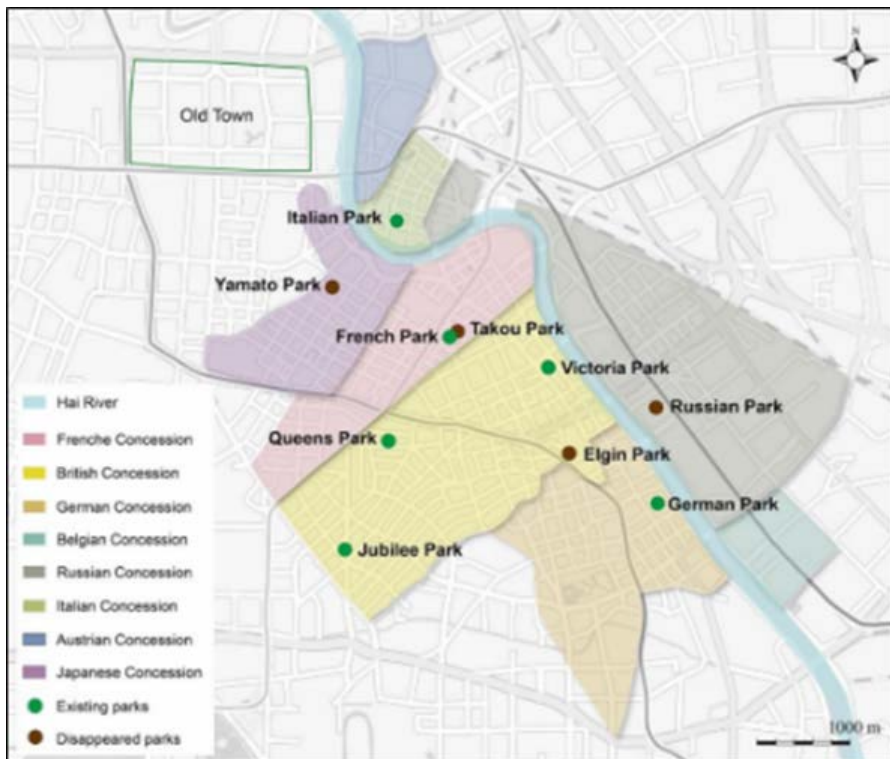 N
Old Town
Italian Park
Yamato Park
Takou Park
French Park
Victoria Park
Russian Park
Queens Park
Elgin Park
German Park
Jubilee Park
Hai River
Frenche Concession
British Concession
German Concession
Belgian Concession
Russian Concession
Italian Concession
Austrian Concession
Japanese Concession
Existing parks
Disappeared parks
1000 m